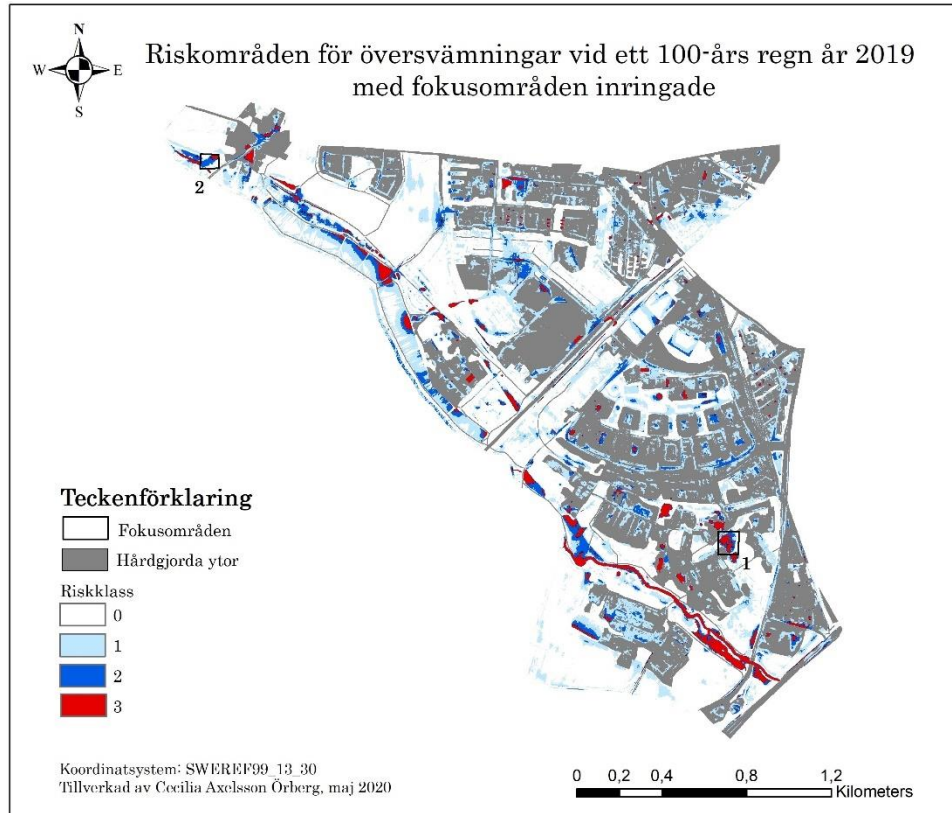 N
W E
S
Riskområden för översvämningar vid ett 100-års regn år 2019
med fokusområden inringade
2
1
Teckenförklaring
Fokusområden
Hårdgjorda ytor
Riskklass
0
1
2
3
Koordinatsystem: SWEREF99_13_30
Tillverkad av Cecilia Axelsson Örberg, maj 2020
0 0,2 0,4 0,8 1,2
Kilometers